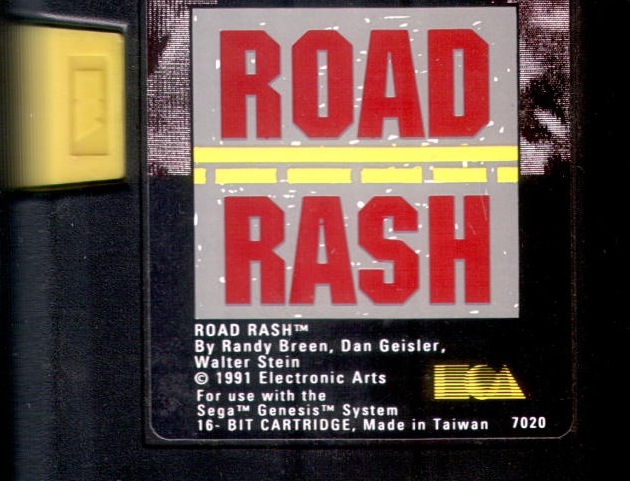 ROAD
RASH
ROAD RASH™
By Randy Breen, Dan Geisler,
Walter Stein
© 1991 Electronic Arts
EA
For use with the
Sega™ Genesis™ System
16- BIT CARTRIDGE, Made in Taiwan 7020